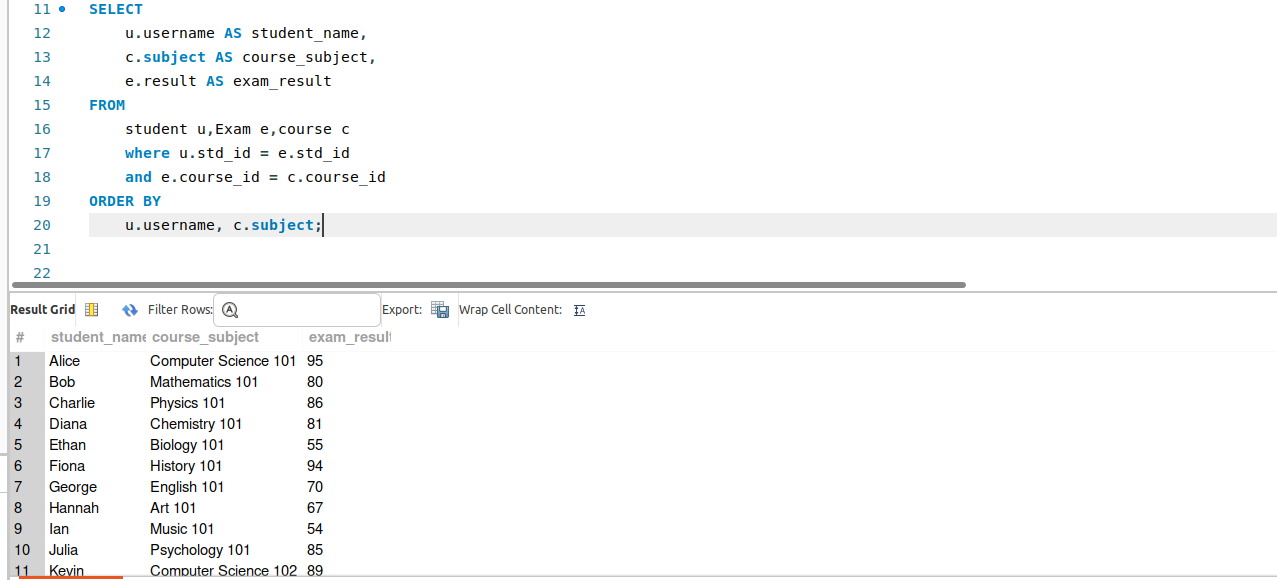 11 SELECT
12 u.username AS student_name,
13 c.subject AS course_subject,
14 e.result AS exam_result
15 FROM
16 student u,Exam e,course c
17 where u.std_id = e.std_id
18 and e.course_id = c.course_id
19 ORDER BY
20 u.username, c.subject;
21
22
Result Grid Filter Rows: Export: Wrap Cell Content: IA
# student_name course_subject exam_result
1 Alice Computer Science 101 95
2 Bob Mathematics 101 80
3 Charlie Physics 101 86
4 Diana Chemistry 101 81
5 Ethan Biology 101 55
6 Fiona History 101 94
7 George English 101 70
8 Hannah Art 101 67
9 Ian Music 101 54
10 Julia Psychology 101 85
11 Kevin Computer Science 102 89